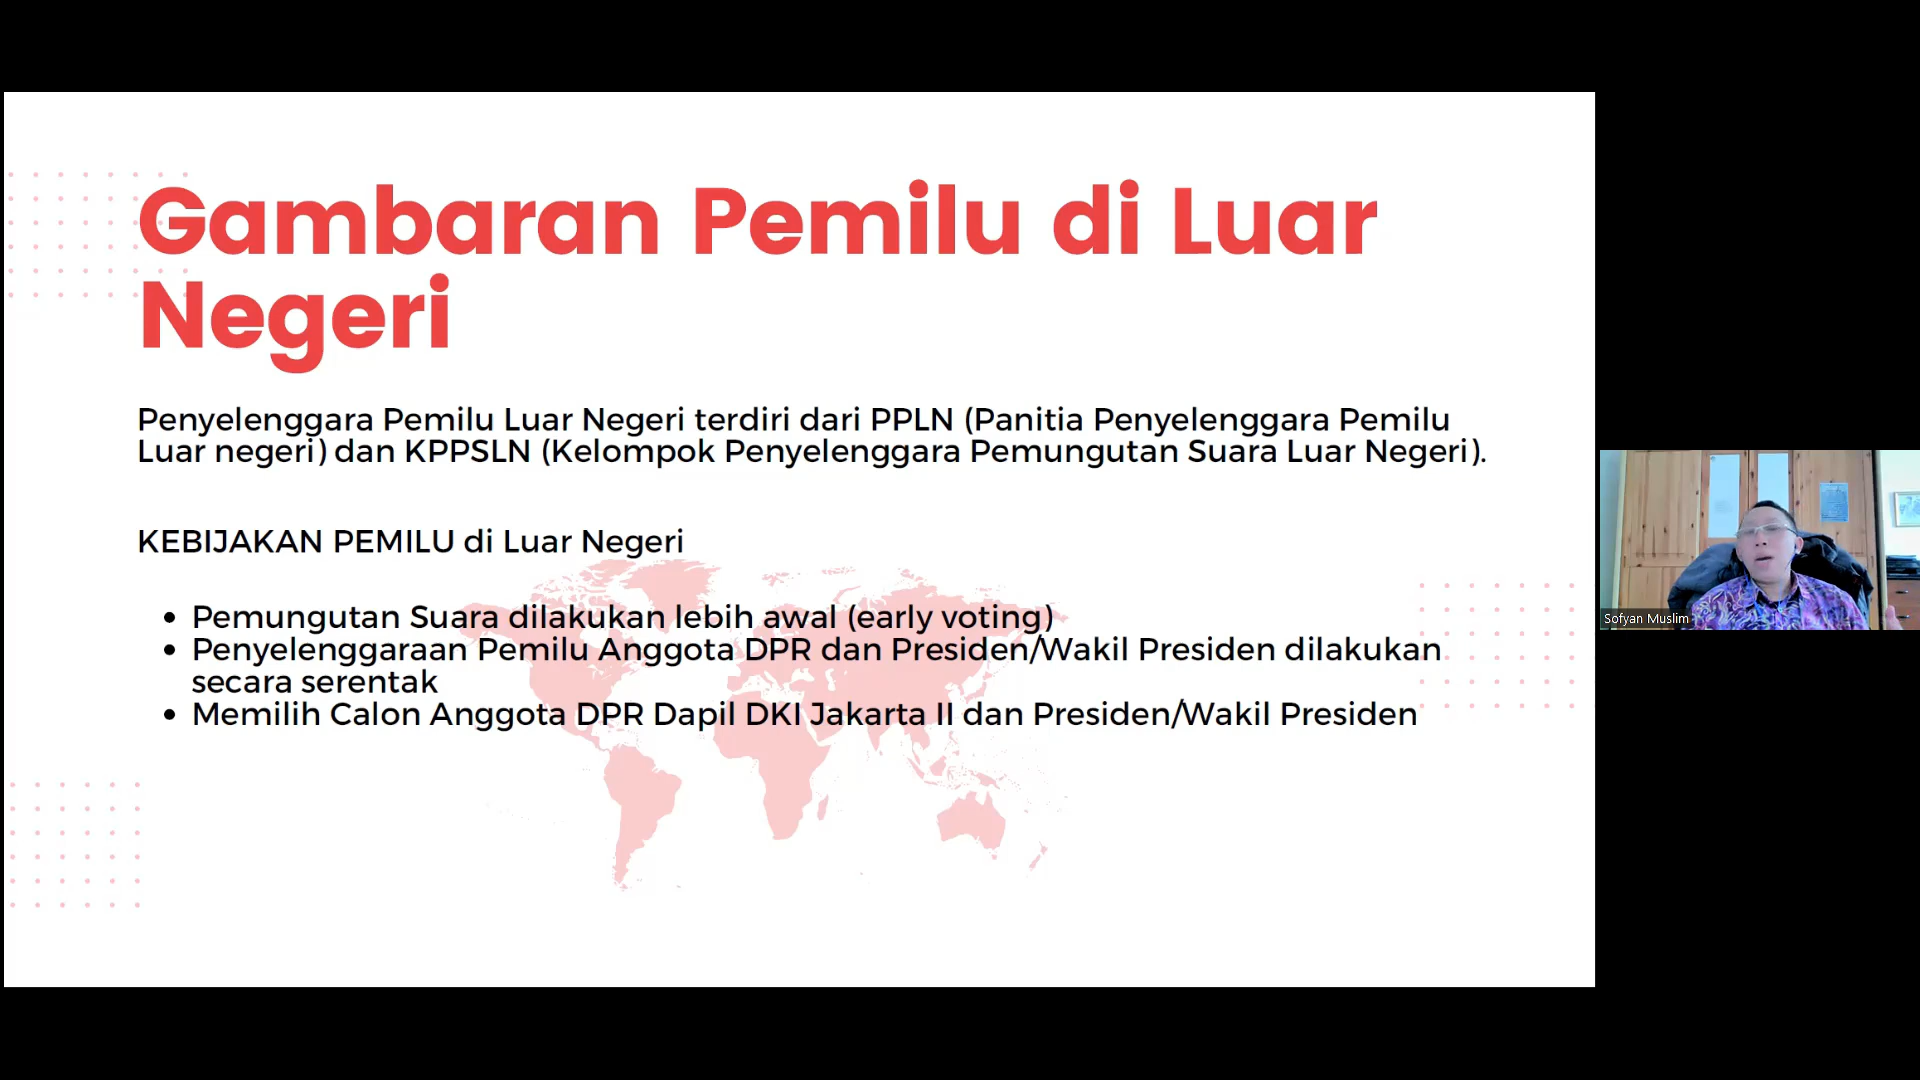 Gambaran Pemilu di Luar
Negeri
Penyelenggara Pemilu Luar Negeri terdiri dari PPLN (Panitia Penyelenggara Pemilu
Luar negeri) dan KPPSLN (Kelompok Penyelenggara Pemungutan Suara Luar Negeri).
KEBIJAKAN PEMILU di Luar Negeri
• Pemungutan Suara dilakukan lebih awal (early voting)
• Penyelenggaraan Pemilu Anggota DPR dan Presiden/Wakil Presiden dilakukan
secara serentak
• Memilih Calon Anggota DPR Dapil DKI Jakarta II dan Presiden/Wakil Presiden
Sofyan Muslim